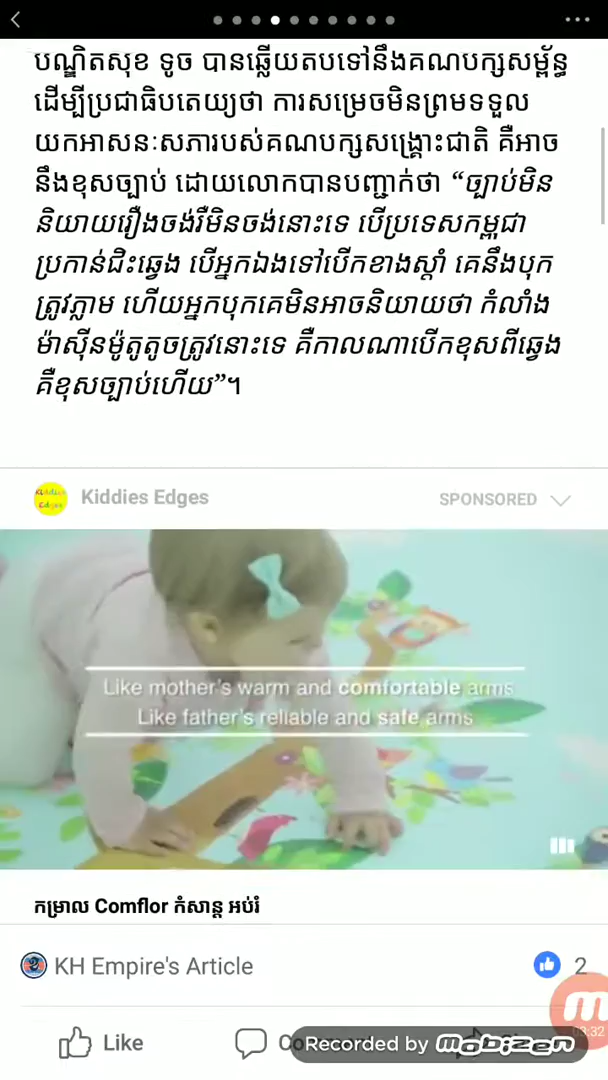 បណ្ឌិតសុខ ទូច បានឆ្លើយតបទៅនឹងគណបក្សសម្ព័ន្ធ
ដើម្បីប្រជាធិបតេយ្យថា ការសម្រេចមិនព្រមទទួល
យកអាសនៈសភារបស់គណបក្សសង្គ្រោះជាតិ គឺអាច
នឹងខុសច្បាប់ ដោយលោកបានបញ្ជាក់ថា “ច្បាប់មិន
និយាយរឿងចង់រឺមិនចង់នោះទេ បើប្រទេសកម្ពុជា
ប្រកាន់ជិះឆ្វេង បើអ្នកឯងទៅបើកខាងស្ដាំ គេនឹងបុក
ត្រូវភ្លាម ហើយអ្នកបុកគេមិនអាចនិយាយថា កំលាំង
ម៉ាស៊ីនម៉ូតូតូចត្រូវនោះទេ គឺកាលណាបើកខុសពីឆ្វេង
គឺខុសច្បាប់ហើយ”។
Kiddies Edges
Kiddies Edges SPONSORED
Like mother's warm and comfortable arms
Like father's reliable and safe arms
កម្រាល Comflor កំសាន្ត អប់រំ
KH Empire's Article 2
Like
Recorded by mobizen
03:32